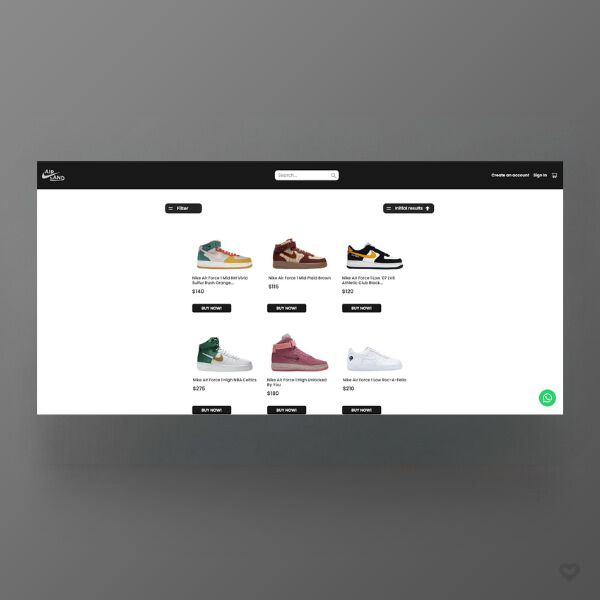 AIR
LAND
Search...
Create an account Sign in
Filter
Initial results
Nike Air Force 1 Mid NH Vivid
Sulfur Rush Orange...
$140
BUY NOW!
Nike Air Force 1 Mid Plaid Brown
$115
BUY NOW!
Nike Air Force 1 Low '07 LV8
Athletic Club Black...
$120
BUY NOW!
Nike Air Force 1 High NBA Celtics
$275
BUY NOW!
Nike Air Force 1 High Unlocked
By You
$180
BUY NOW!
Nike Air Force 1 Low Roc-A-Fella
$210
BUY NOW!